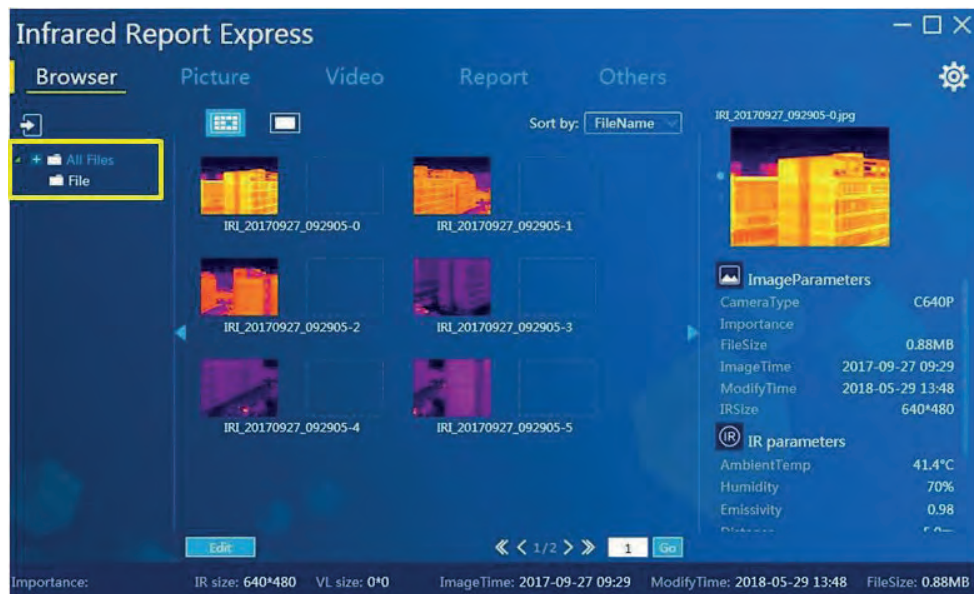 Infrared Report Express
Browser Picture Video Report Others
Sort by: FileName
All Files
File
IRI_20170927_092905-0
IRI_20170927_092905-1
IRI_20170927_092905-2
IRI_20170927_092905-3
IRI_20170927_092905-4
IRI_20170927_092905-5
Edit
1/2 1 Go
IRI_20170927_092905-0.jpg
ImageParameters
CameraType C640P
Importance
FileSize 0.88MB
ImageTime 2017-09-27 09:29
ModifyTime 2018-05-29 13:48
IRSize 640*480
IR IR parameters
AmbientTemp 41.4°C
Humidity 70%
Emissivity 0.98
Importance: IR size: 640*480 VL size: 0*0 ImageTime: 2017-09-27 09:29 ModifyTime: 2018-05-29 13:48 FileSize: 0.88MB